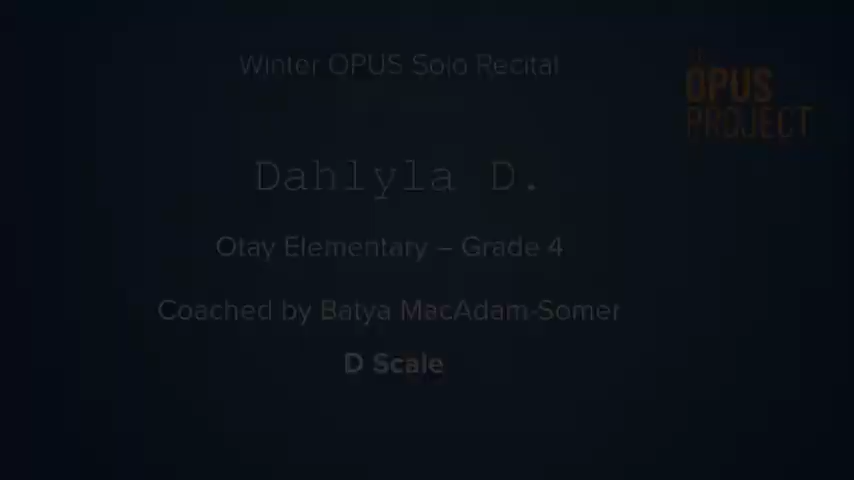 Winter OPUS Solo Recital
OPUS
PROJECT
Dahlyla D.
Otay Elementary – Grade 4
Coached by Batya MacAdam-Somer
D Scale